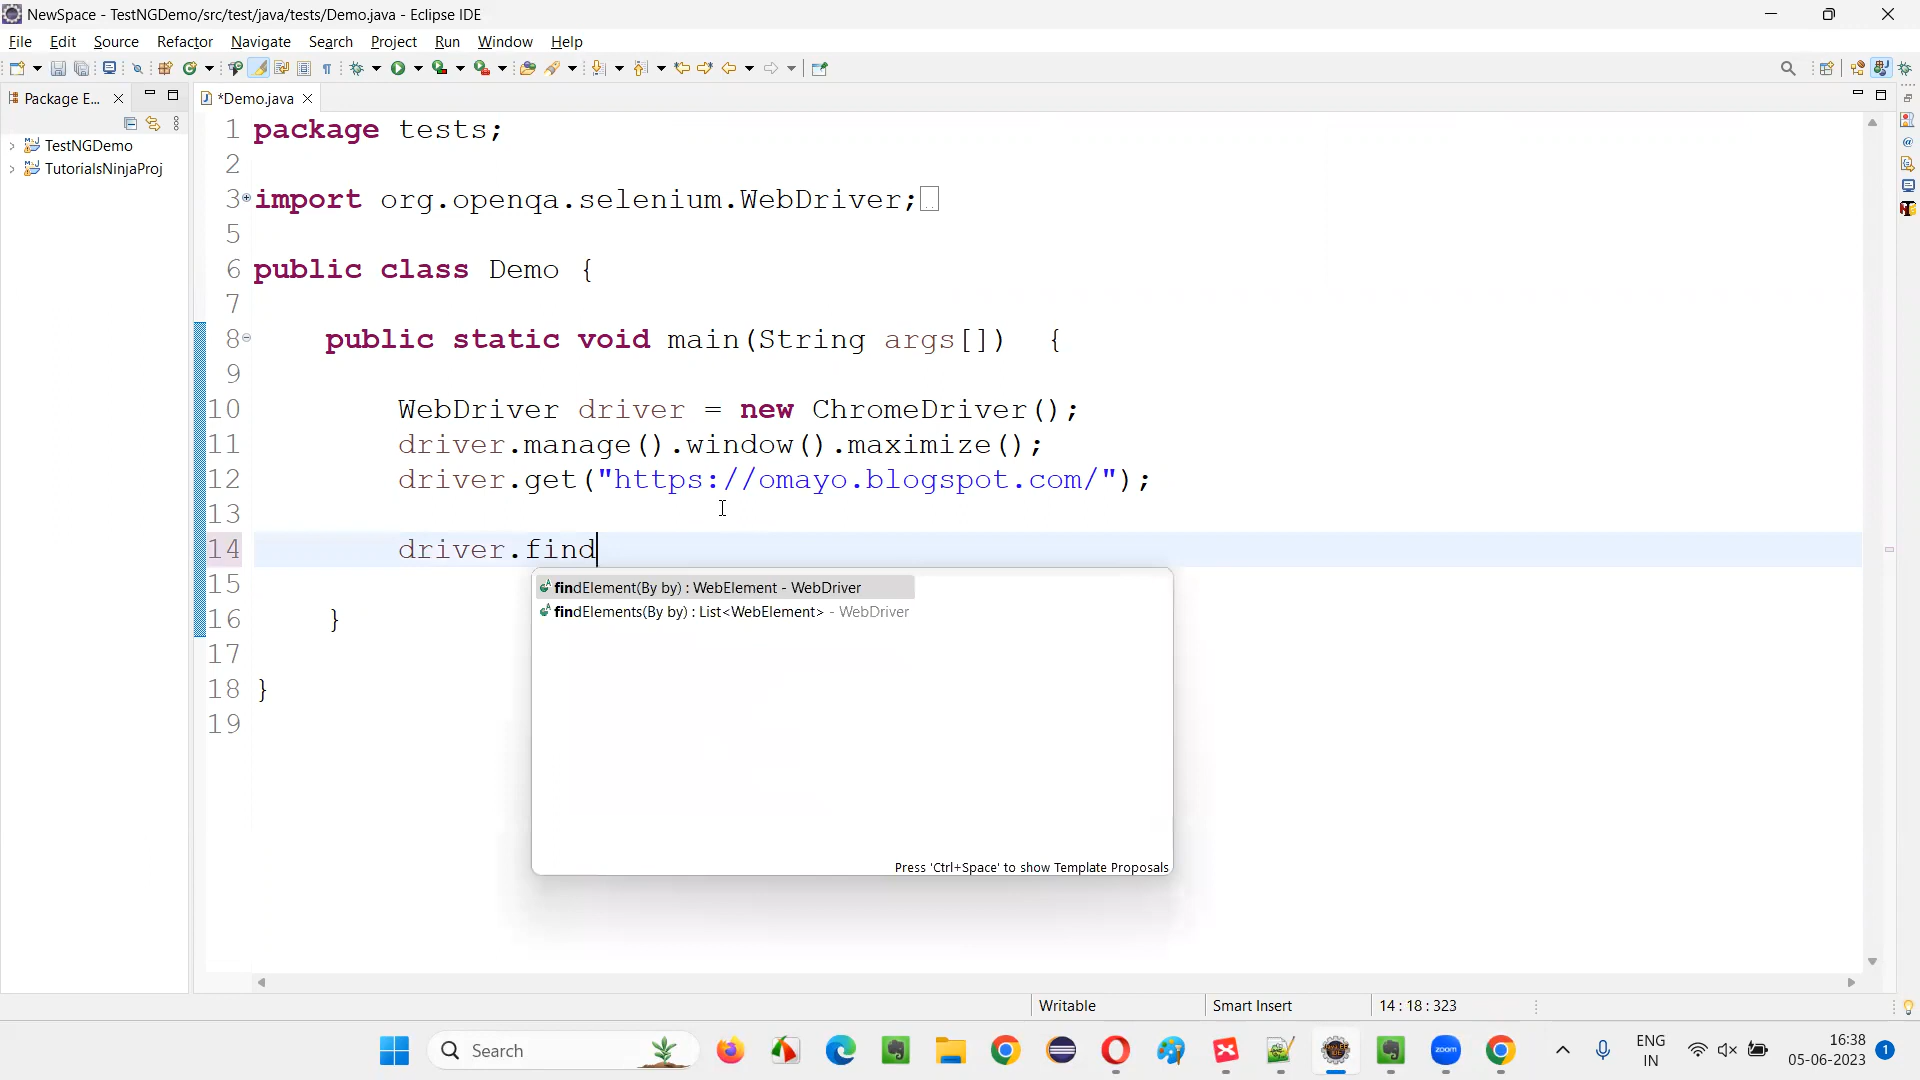 NewSpace - TestNGDemo/src/test/java/tests/Demo.java - Eclipse IDE
File Edit Source Refactor Navigate Search Project Run Window Help
Package E...
*Demo.java
TestNGDemo
TutorialsNinjaProj
1 package tests;
2
3 import org.openqa.selenium.WebDriver;
5
6 public class Demo {
7
8 public static void main(String args[]) {
9
10 WebDriver driver = new ChromeDriver();
11 driver.manage().window().maximize();
12 driver.get("https://omayo.blogspot.com/");
13
14 driver.find
15
16 }
17
18 }
19
findElement(By by) : WebElement - WebDriver
findElements(By by) : List<WebElement> - WebDriver
Press 'Ctrl+Space' to show Template Proposals
Writable
Smart Insert
14 : 18 : 323
Search
zoom
ENG
IN
16:38
05-06-2023
1